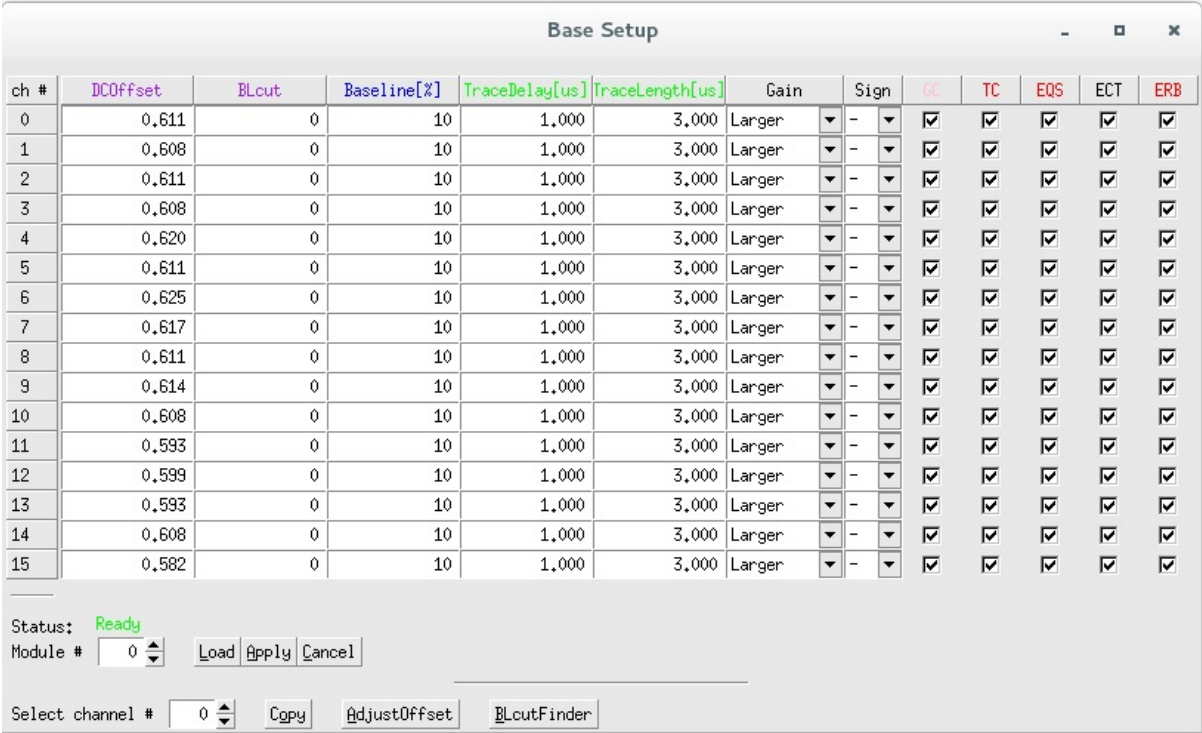 Base Setup
ch # DCOffset BLcut Baseline[%] TraceDelay[us] TraceLength[us] Gain Sign GC TC EQS ECT ERB
0 0.611 0 10 1.000 3.000 Larger -
1 0.608 0 10 1.000 3.000 Larger -
2 0.611 0 10 1.000 3.000 Larger -
3 0.608 0 10 1.000 3.000 Larger -
4 0.620 0 10 1.000 3.000 Larger -
5 0.611 0 10 1.000 3.000 Larger -
6 0.625 0 10 1.000 3.000 Larger -
7 0.617 0 10 1.000 3.000 Larger -
8 0.611 0 10 1.000 3.000 Larger -
9 0.614 0 10 1.000 3.000 Larger -
10 0.608 0 10 1.000 3.000 Larger -
11 0.593 0 10 1.000 3.000 Larger -
12 0.599 0 10 1.000 3.000 Larger -
13 0.593 0 10 1.000 3.000 Larger -
14 0.608 0 10 1.000 3.000 Larger -
15 0.582 0 10 1.000 3.000 Larger -
Status: Ready
Module # 0 Load Apply Cancel
Select channel # 0 Copy AdjustOffset BLcutFinder